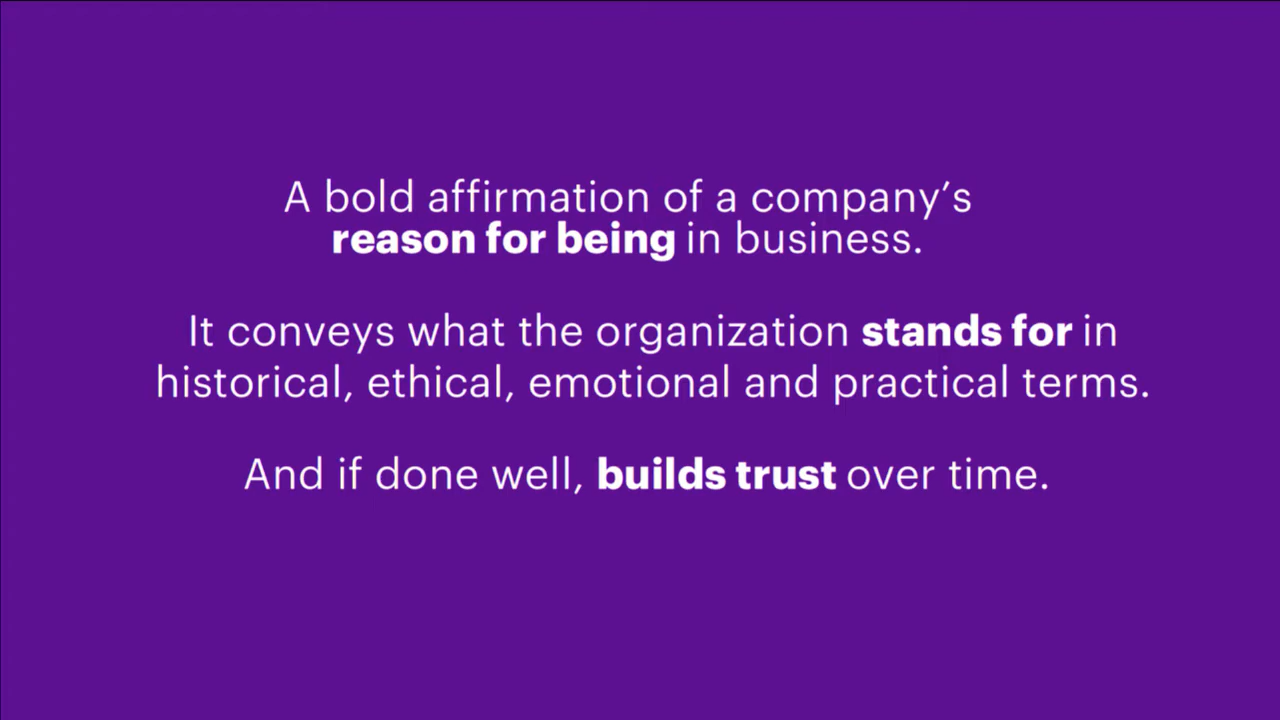 A bold affirmation of a company’s
reason for being in business.
It conveys what the organization stands for in
historical, ethical, emotional and practical terms.
And if done well, builds trust over time.